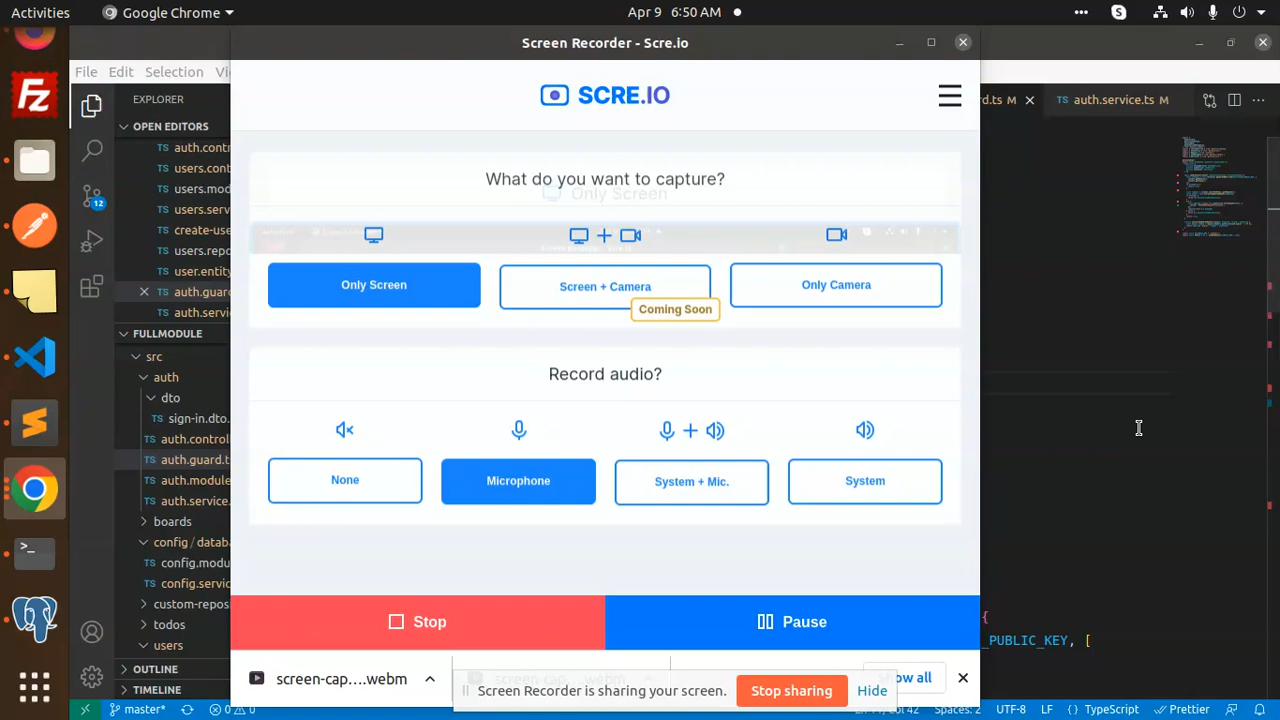 Activities
Google Chrome
Apr 9 6:50 AM
Screen Recorder - Scre.io
File Edit Selection
SCRE.IO
EXPLORER
OPEN EDITORS
auth.service.ts M
What do you want to capture?
Only Screen
Only Screen
Screen + Camera
Only Camera
Coming Soon
FULLMODULE
src
auth
dto
sign-in.dto.
auth.control
auth.guard.t
auth.module
auth.service.
boards
config / datab
config.modu
config.servic
custom-repos
todos
users
OUTLINE
TIMELINE
12
auth.contr
users.cont
users.mod
users.serv
create-use
users.repo
user.entity
auth.guar
auth.servi
Record audio?
None
Microphone
System + Mic.
System
Stop
Pause
{
_PUBLIC_KEY, [
screen-cap....webm
Screen Recorder is sharing your screen.
Stop sharing
Hide
master*
0
0
UTF-8
LF
{} TypeScript
Prettier